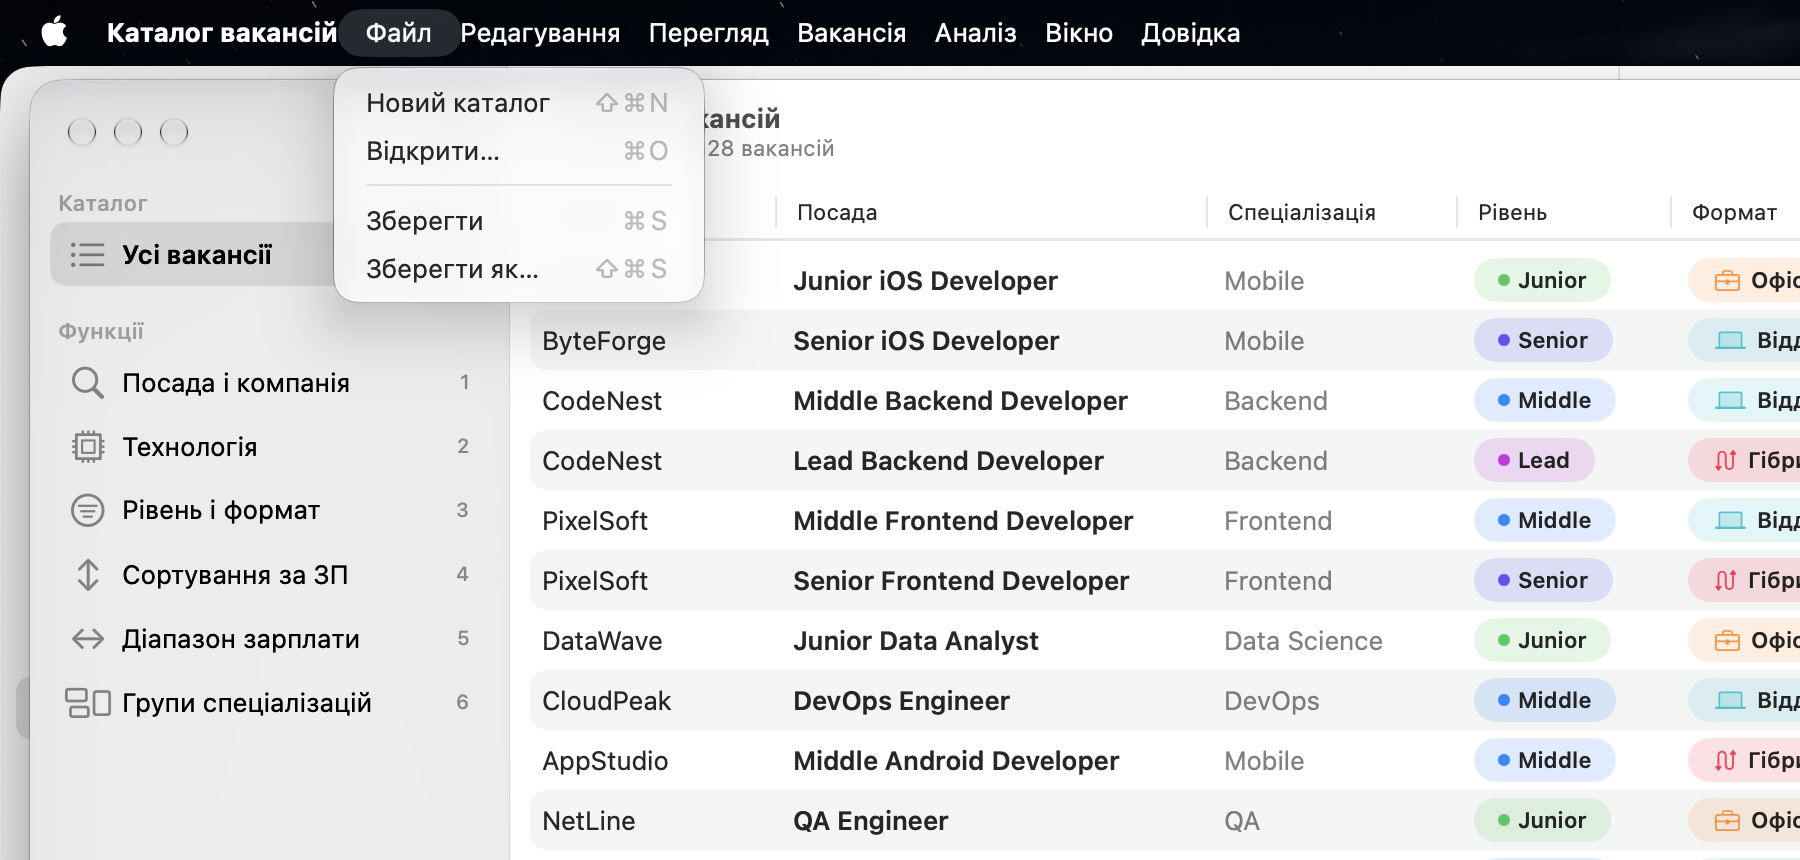 Каталог вакансій Файл Редагування Перегляд Вакансія Аналіз Вікно Довідка
Новий каталог ⇧⌘N
Відкрити... ⌘O
Зберегти ⌘S
Зберегти як... ⇧⌘S
28 вакансій
Каталог
Усі вакансії
Функції
Посада і компанія 1
Технологія 2
Рівень і формат 3
Сортування за ЗП 4
Діапазон зарплати 5
Групи спеціалізацій 6
Посада Спеціалізація Рівень Формат
Junior iOS Developer Mobile Junior
ByteForge Senior iOS Developer Mobile Senior
CodeNest Middle Backend Developer Backend Middle
CodeNest Lead Backend Developer Backend Lead
PixelSoft Middle Frontend Developer Frontend Middle
PixelSoft Senior Frontend Developer Frontend Senior
DataWave Junior Data Analyst Data Science Junior
CloudPeak DevOps Engineer DevOps Middle
AppStudio Middle Android Developer Mobile Middle
NetLine QA Engineer QA Junior